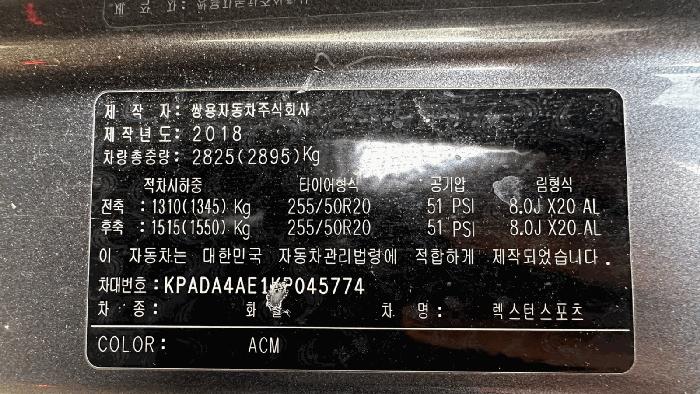 제 작 자: 쌍용자동차주식회사
제작년도: 2018
차량총중량: 2825(2895)Kg
적차시하중 타이어형식 공기압 림형식
전축 : 1310(1345) Kg 255/50R20 51 PSI 8.0J X20 AL
후축 : 1515(1550) Kg 255/50R20 51 PSI 8.0J X20 AL
이 자동차는 대한민국 자동차관리법령에 적합하게 제작되었습니다.
차대번호: KPADA4AE1KP045774
차 종: 화 물 차 명: 렉스턴스포츠
COLOR: ACM